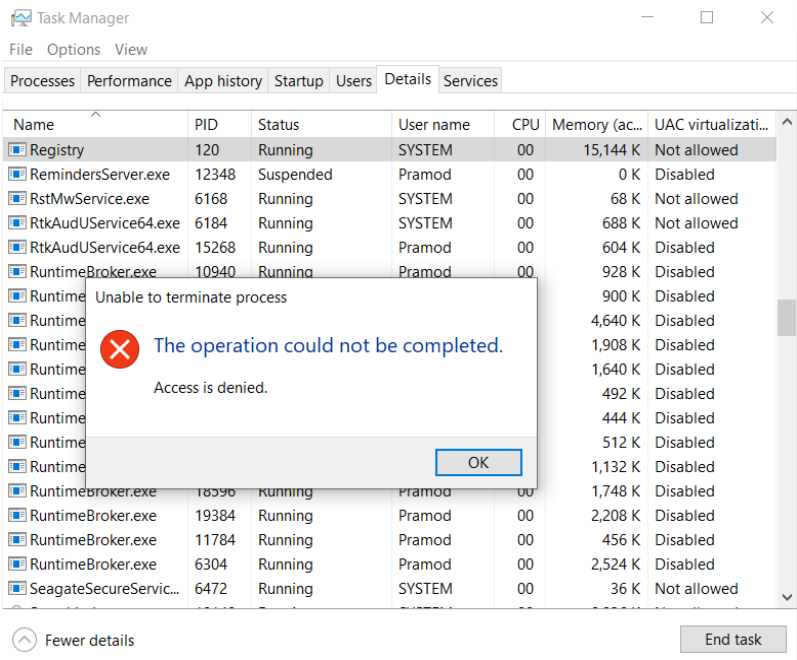 Task Manager
File Options View
Processes Performance App history Startup Users Details Services
Name PID Status User name CPU Memory (ac... UAC virtualizati...
Registry 120 Running SYSTEM 00 15,144 K Not allowed
RemindersServer.exe 12348 Suspended Pramod 00 0 K Disabled
RstMwService.exe 6168 Running SYSTEM 00 68 K Not allowed
RtkAudUService64.exe 6184 Running SYSTEM 00 688 K Not allowed
RtkAudUService64.exe 15268 Running Pramod 00 604 K Disabled
RuntimeBroker.exe 10940 Running Pramod 00 928 K Disabled
Runtime 900 K Disabled
Runtime 4,640 K Disabled
Runtime 1,908 K Disabled
Runtime 1,640 K Disabled
Runtime 492 K Disabled
Runtime 444 K Disabled
Runtime 512 K Disabled
Runtime 1,132 K Disabled
Unable to terminate process
The operation could not be completed.
Access is denied.
OK
RuntimeBroker.exe 18596 Running Pramod 00 1,748 K Disabled
RuntimeBroker.exe 19384 Running Pramod 00 2,208 K Disabled
RuntimeBroker.exe 11784 Running Pramod 00 456 K Disabled
RuntimeBroker.exe 6304 Running Pramod 00 2,524 K Disabled
SeagateSecureServic... 6472 Running SYSTEM 00 36 K Not allowed
Fewer details End task